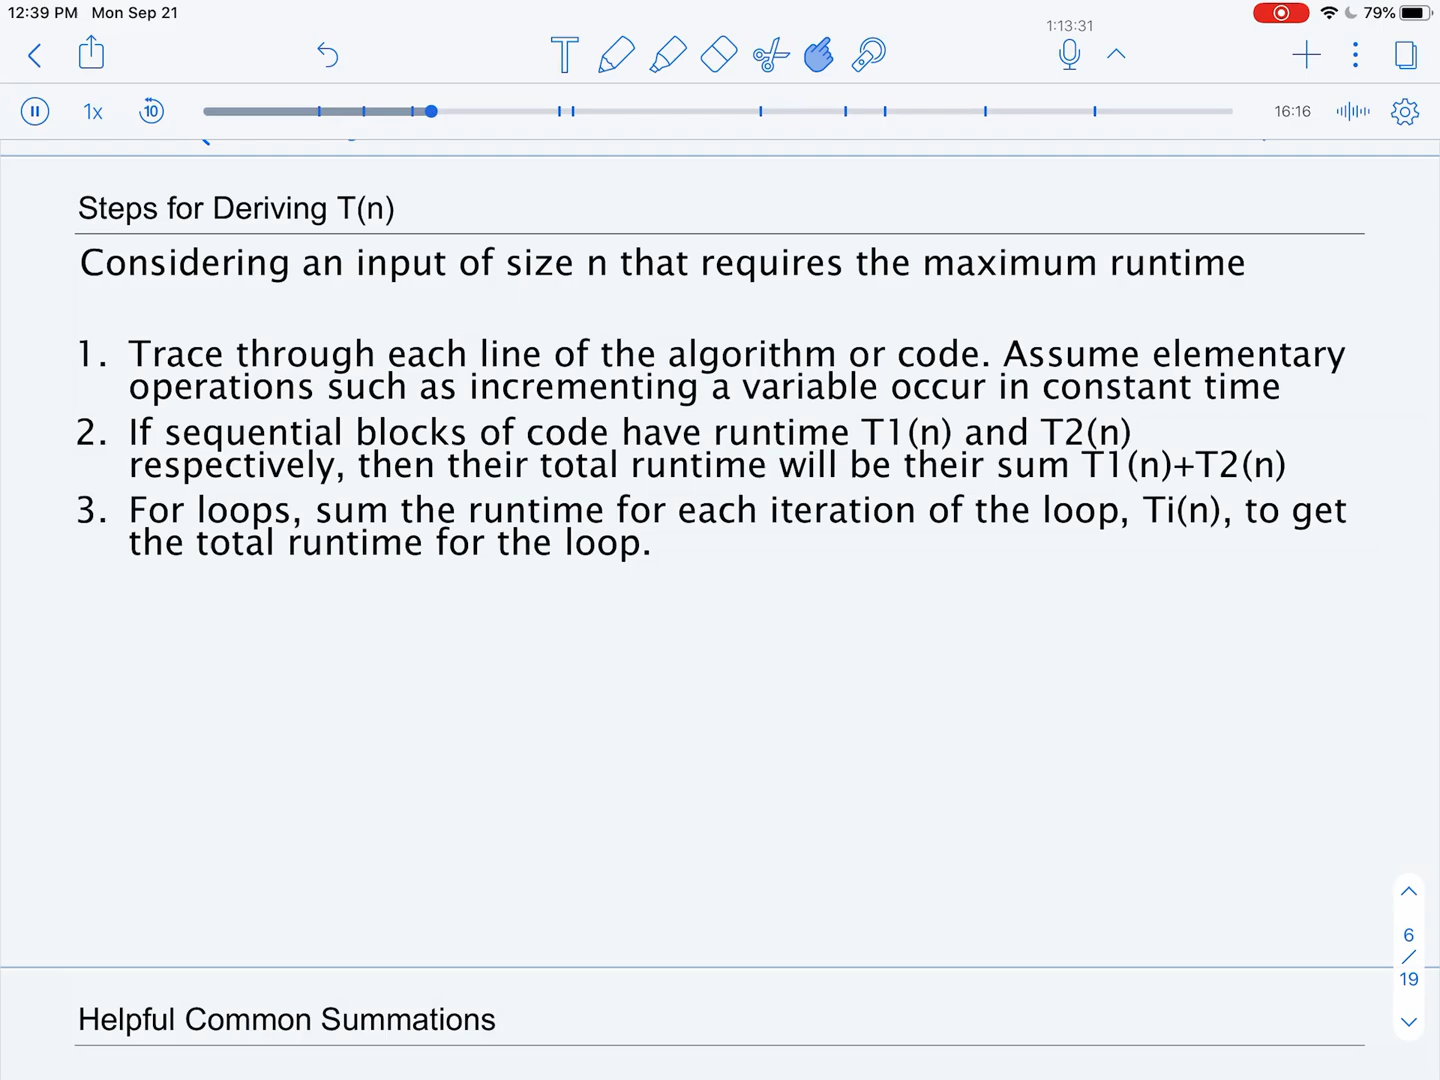 12:39 PM Mon Sep 21
79%
1:13:31
T
1x
10
16:16
Steps for Deriving T(n)
Considering an input of size n that requires the maximum runtime
1. Trace through each line of the algorithm or code. Assume elementary
operations such as incrementing a variable occur in constant time
2. If sequential blocks of code have runtime T1(n) and T2(n)
respectively, then their total runtime will be their sum T1(n)+T2(n)
3. For loops, sum the runtime for each iteration of the loop, Ti(n), to get
the total runtime for the loop.
6
/
19
Helpful Common Summations